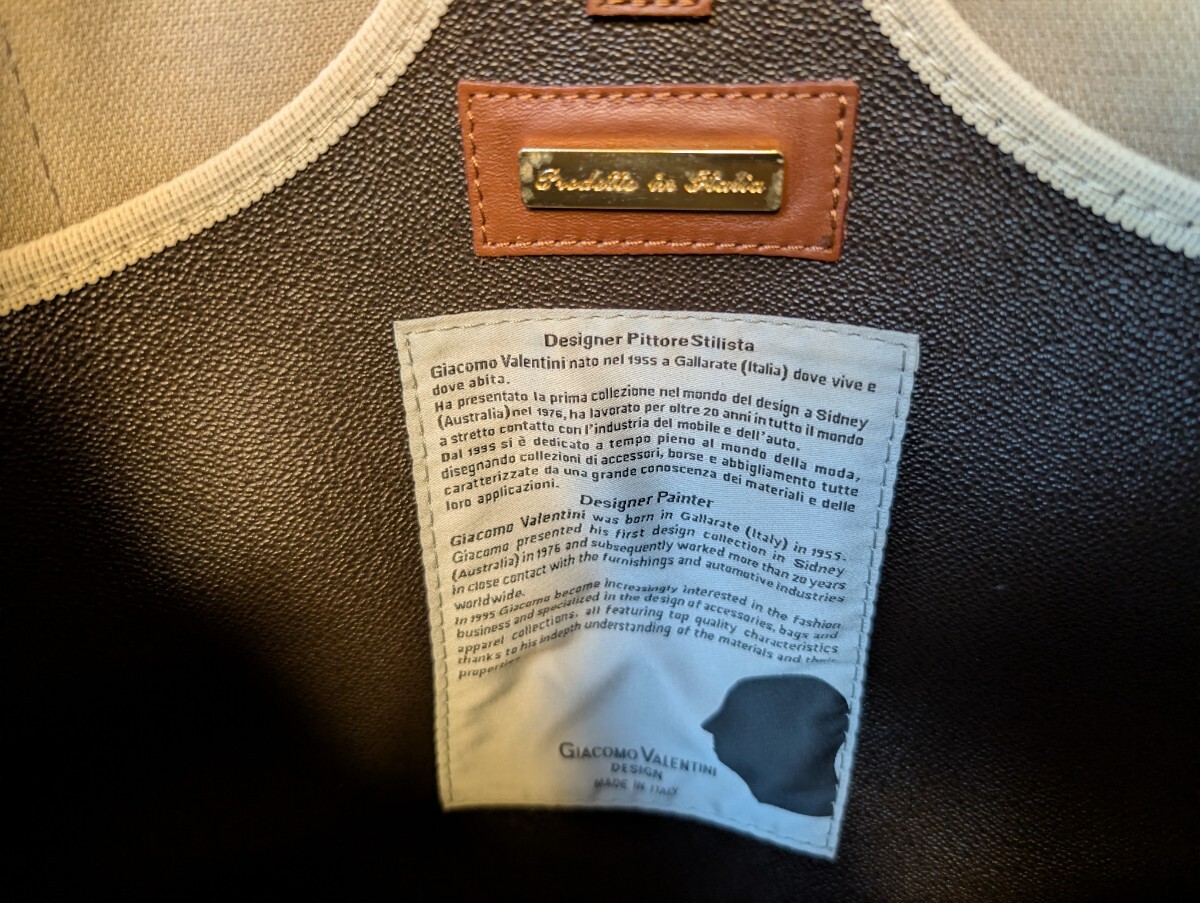 Prodotto in Italia
Designer Pittore Stilista
Giacomo Valentini nato nel 1955 a Gallarate (Italia) dove vive e
dove abita.
Ha presentato la prima collezione nel mondo del design a Sidney
(Australia) nel 1976, ha lavorato per oltre 20 anni in tutto il mondo
a stretto contatto con l'industria del mobile e dell'auto.
Dal 1995 si è dedicato a tempo pieno al mondo della moda,
disegnando collezioni di accessori, borse e abbigliamento tutte
caratterizzate da una grande conoscenza dei materiali e delle
loro applicazioni.
Designer Painter
Giacomo Valentini was born in Gallarate (Italy) in 1955.
Giacomo presented his first design collection in Sidney
(Australia) in 1976 and subsequently worked more than 20 years
in close contact with the furnishings and automotive industries
worldwide.
In 1995 Giacomo become increasingly interested in the fashion
business and specialized in the design of accessories, bags and
apparel collections, all featuring top quality characteristics
thanks to his indepth understanding of the materials and their
properties
GIACOMO VALENTINI
DESIGN
MADE IN ITALY